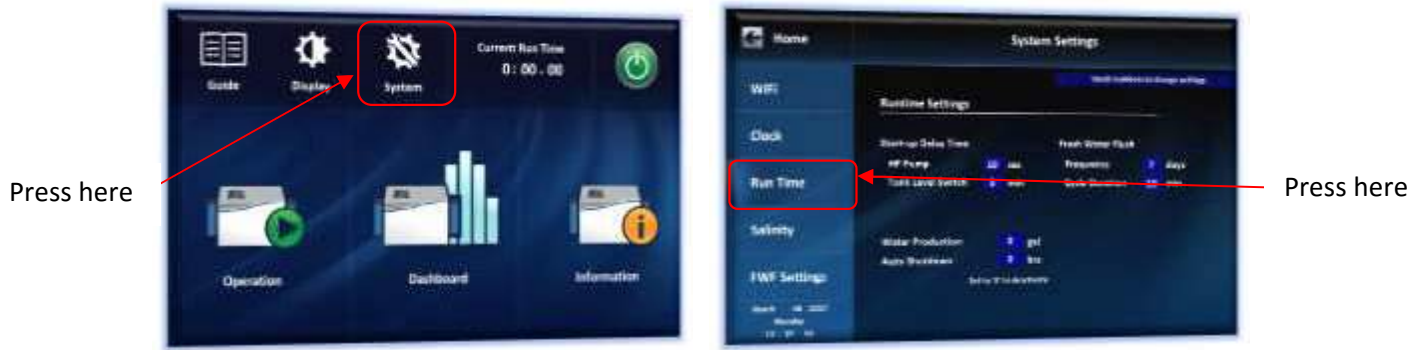 Press here
Guide
Display
System
Current Run Time
0:00.00
Operation
Dashboard
Information
Home
System Settings
WiFi
Clock
Run Time
Salinity
FWF Settings
Runtime Settings
Start-up Delay Time
HP Pump
Tank Level Switch
Fresh Water Flush
Frequency
days
Water Production
gal
Auto Shutdown
hrs
Press here